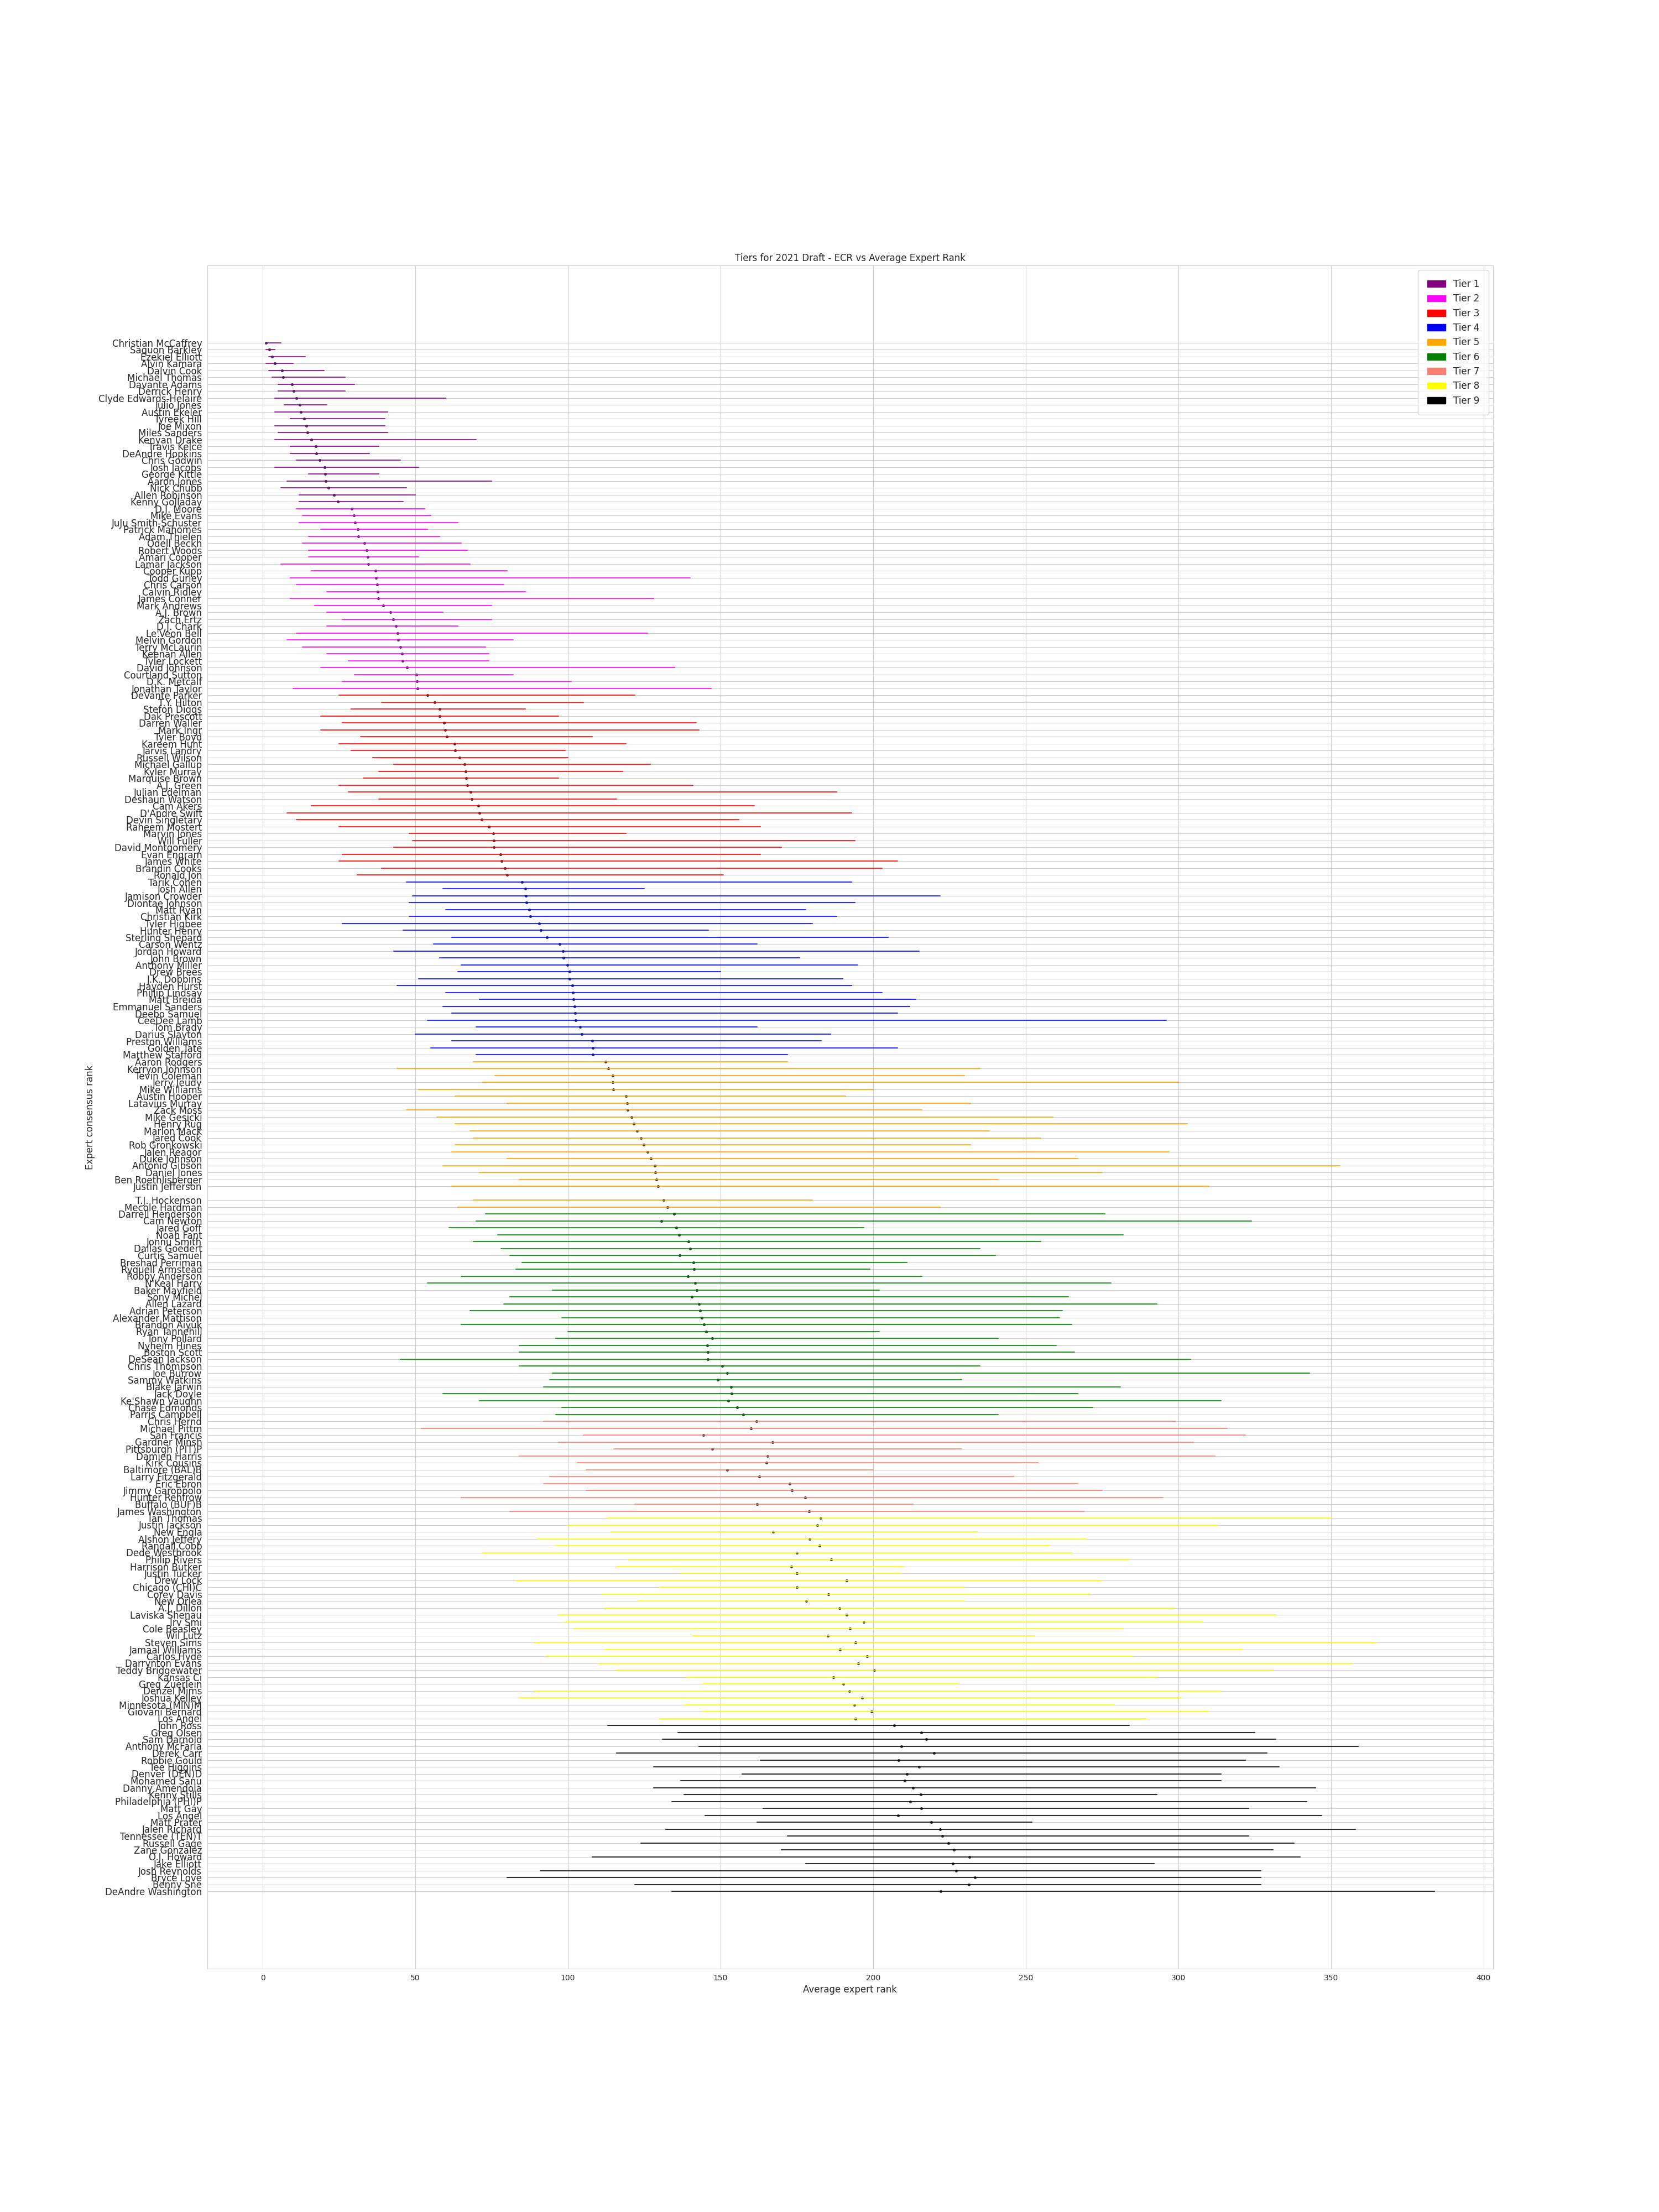 Tiers for 2021 Draft - ECR vs Average Expert Rank
Tier 1
Tier 2
Tier 3
Tier 4
Tier 5
Tier 6
Tier 7
Tier 8
Tier 9
Expert consensus rank
Christian McCaffrey
Saquon Barkley
Ezekiel Elliott
Alvin Kamara
Dalvin Cook
Michael Thomas
Davante Adams
Derrick Henry
Clyde Edwards-Helaire
Julio Jones
Austin Ekeler
Tyreek Hill
Joe Mixon
Miles Sanders
Kenyan Drake
Travis Kelce
DeAndre Hopkins
Chris Godwin
Josh Jacobs
George Kittle
Aaron Jones
Nick Chubb
Allen Robinson
Kenny Golladay
D.J. Moore
Mike Evans
JuJu Smith-Schuster
Patrick Mahomes
Adam Thielen
Odell Beckh
Robert Woods
Amari Cooper
Lamar Jackson
Cooper Kupp
Todd Gurley
Chris Carson
Calvin Ridley
James Conner
Mark Andrews
A.J. Brown
Zach Ertz
D.J. Chark
Le'Veon Bell
Melvin Gordon
Terry McLaurin
Keenan Allen
Tyler Lockett
David Johnson
Courtland Sutton
D.K. Metcalf
Jonathan Taylor
DeVante Parker
T.Y. Hilton
Stefon Diggs
Dak Prescott
Darren Waller
Mark Ingr
Tyler Boyd
Kareem Hunt
Jarvis Landry
Russell Wilson
Michael Gallup
Kyler Murray
Marquise Brown
A.J. Green
Julian Edelman
Deshaun Watson
Cam Akers
D'Andre Swift
Devin Singletary
Raheem Mostert
Marvin Jones
Will Fuller
David Montgomery
Evan Engram
James White
Brandin Cooks
Ronald Jon
Tarik Cohen
Josh Allen
Jamison Crowder
Diontae Johnson
Matt Ryan
Christian Kirk
Tyler Higbee
Hunter Henry
Sterling Shepard
Carson Wentz
Jordan Howard
John Brown
Anthony Miller
Drew Brees
J.K. Dobbins
Hayden Hurst
Phillip Lindsay
Matt Breida
Emmanuel Sanders
Deebo Samuel
CeeDee Lamb
Tom Brady
Darius Slayton
Preston Williams
Golden Tate
Matthew Stafford
Aaron Rodgers
Kerryon Johnson
Tevin Coleman
Jerry Jeudy
Mike Williams
Austin Hooper
Latavius Murray
Zack Moss
Mike Gesicki
Henry Rug
Marlon Mack
Jared Cook
Rob Gronkowski
Jalen Reagor
Duke Johnson
Antonio Gibson
Daniel Jones
Ben Roethlisberger
Justin Jefferson
T.J. Hockenson
Mecole Hardman
Darrell Henderson
Cam Newton
Jared Goff
Noah Fant
Jonnu Smith
Dallas Goedert
Curtis Samuel
Breshad Perriman
Ryquell Armstead
Robby Anderson
N'Keal Harry
Baker Mayfield
Sony Michel
Allen Lazard
Adrian Peterson
Alexander Mattison
Brandon Aiyuk
Ryan Tannehill
Tony Pollard
Nyheim Hines
Boston Scott
DeSean Jackson
Chris Thompson
Joe Burrow
Sammy Watkins
Blake Jarwin
Jack Doyle
Ke'Shawn Vaughn
Chase Edmonds
Parris Campbell
Chris Hernd
Michael Pittm
San Francis
Gardner Minsh
Pittsburgh (PIT)P
Damien Harris
Kirk Cousins
Baltimore (BAL)B
Larry Fitzgerald
Eric Ebron
Jimmy Garoppolo
Hunter Renfrow
Buffalo (BUF)B
James Washington
Ian Thomas
Justin Jackson
New Engla
Alshon Jeffery
Randall Cobb
Dede Westbrook
Philip Rivers
Harrison Butker
Justin Tucker
Drew Lock
Chicago (CHI)C
Corey Davis
New Orlea
A.J. Dillon
Laviska Shenau
Irv Smi
Cole Beasley
Wil Lutz
Steven Sims
Jamaal Williams
Carlos Hyde
Darrynton Evans
Teddy Bridgewater
Kansas Ci
Greg Zuerlein
Denzel Mims
Joshua Kelley
Minnesota (MIN)M
Giovani Bernard
Los Angel
John Ross
Greg Olsen
Sam Darnold
Anthony McFarla
Derek Carr
Robbie Gould
Tee Higgins
Denver (DEN)D
Mohamed Sanu
Danny Amendola
Kenny Stills
Philadelphia (PHI)P
Matt Gay
Los Angel
Matt Prater
Jalen Richard
Tennessee (TEN)T
Russell Gage
Zane Gonzalez
O.J. Howard
Jake Elliott
Josh Reynolds
Bryce Love
Benny Sne
DeAndre Washington
0 50 100 150 200 250 300 350 400
Average expert rank